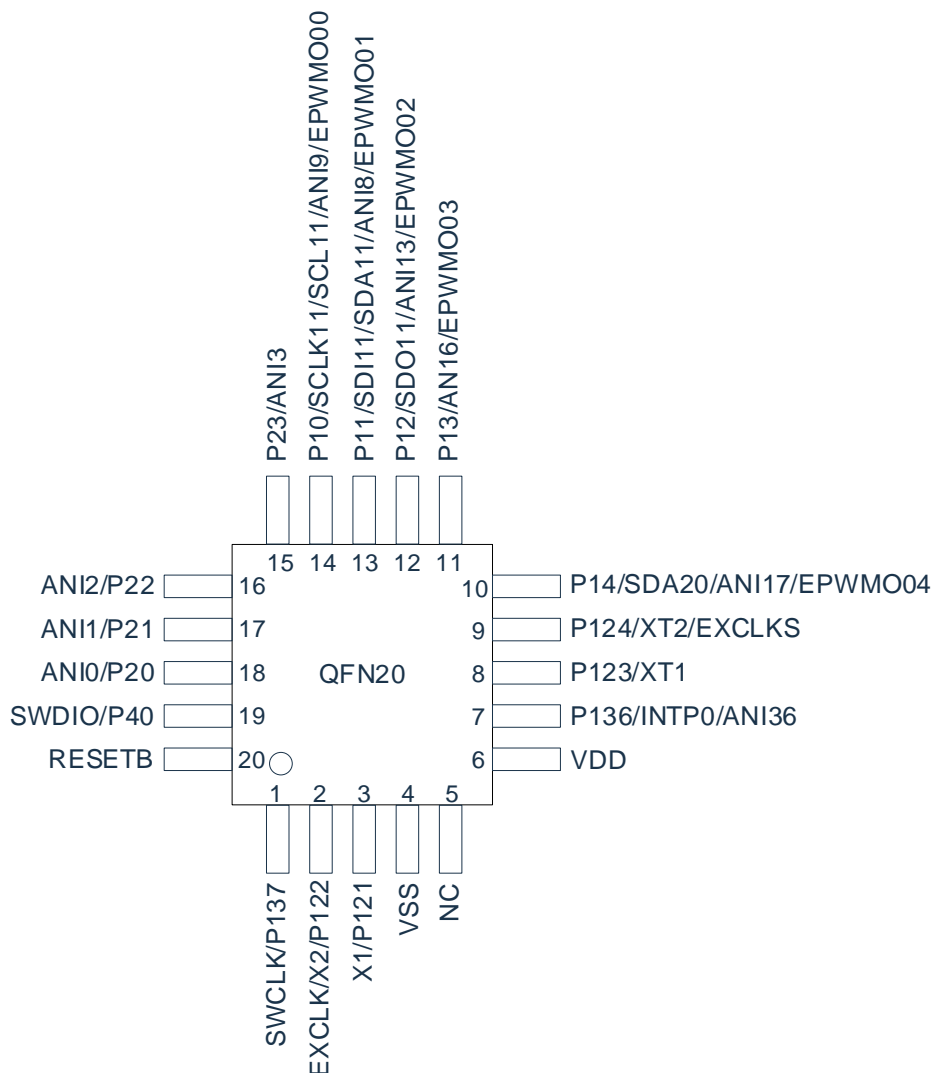 P23/ANI3
P10/SCLK11/SCL11/ANI9/EPWMO00
P11/SDI11/SDA11/ANI8/EPWMO01
P12/SDO11/ANI13/EPWMO02
P13/AN16/EPWMO03
15 14 13 12 11
ANI2/P22 16
ANI1/P21 17
ANI0/P20 18
SWDIO/P40 19
RESETB 20
QFN20
10 P14/SDA20/ANI17/EPWMO04
9 P124/XT2/EXCLKS
8 P123/XT1
7 P136/INTP0/ANI36
6 VDD
1 2 3 4 5
SWCLK/P137
EXCLK/X2/P122
X1/P121
VSS
NC